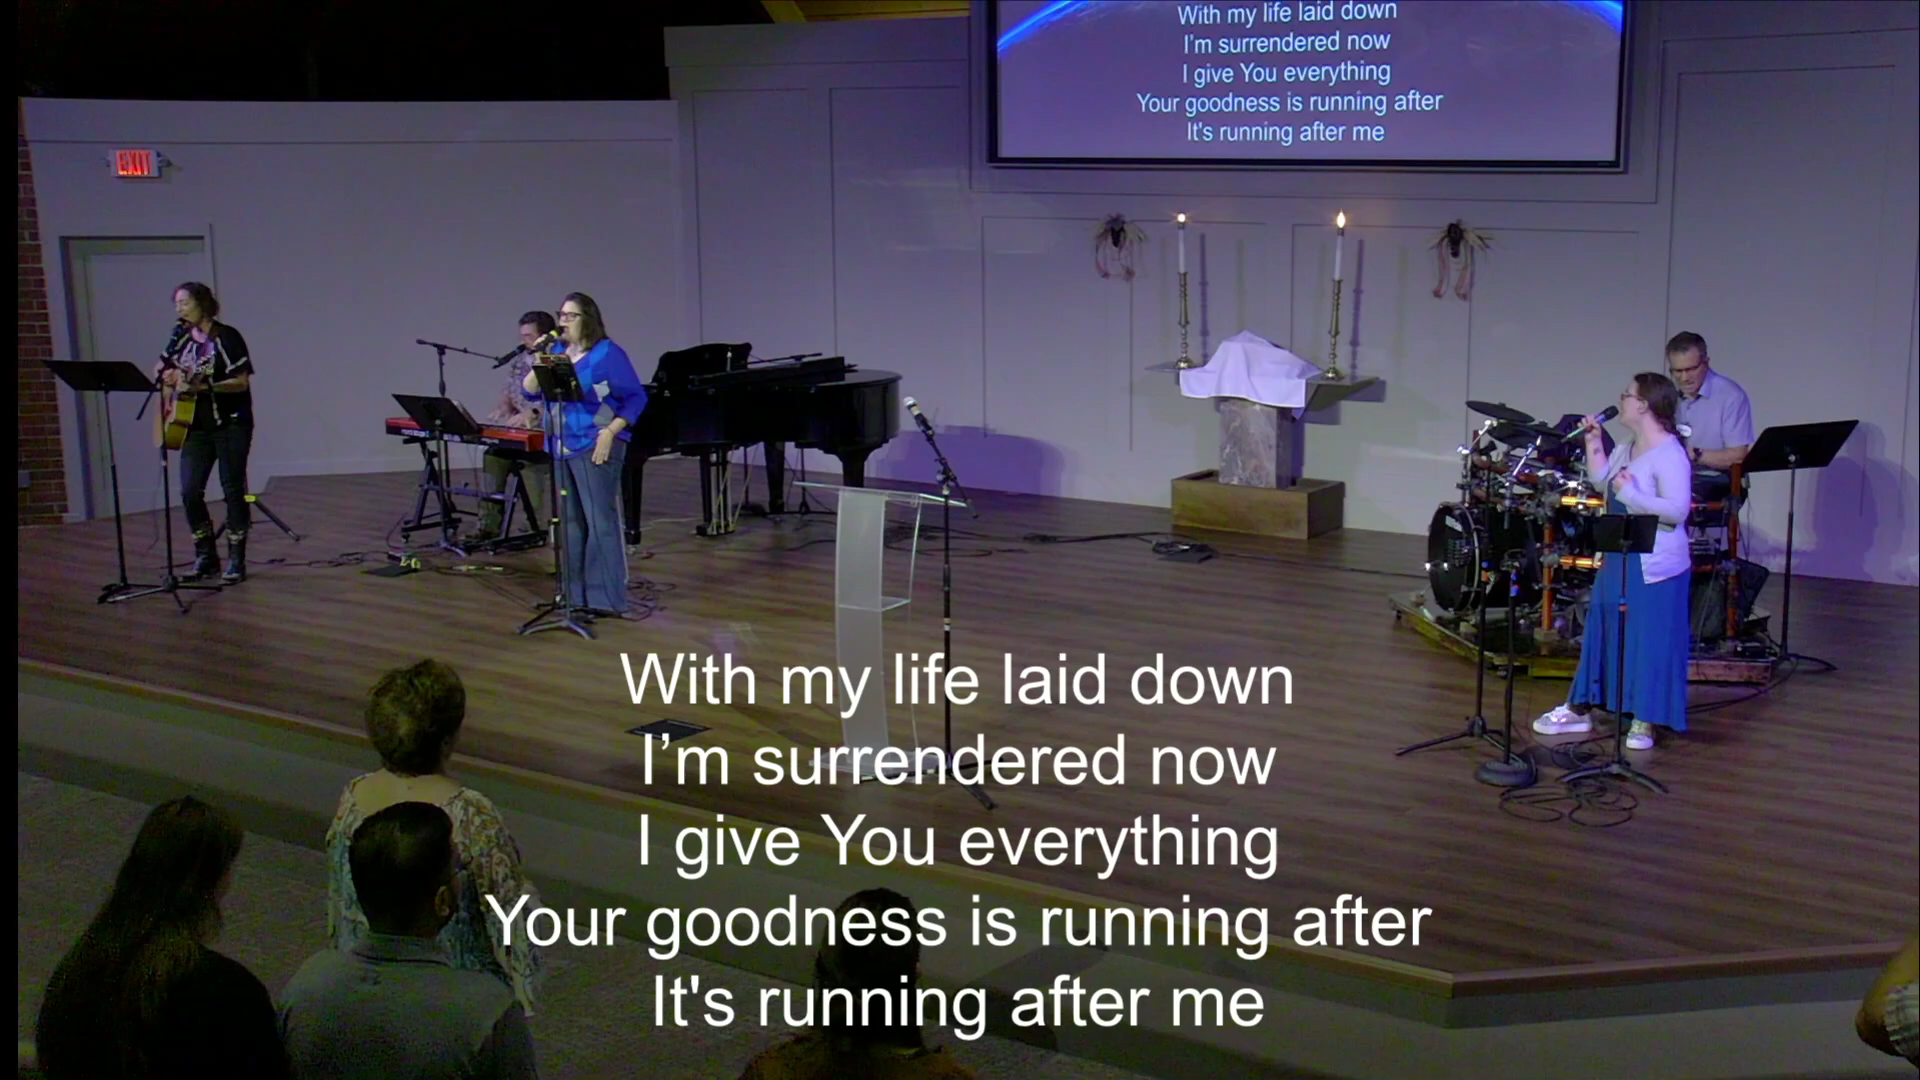 With my life laid down
I'm surrendered now
I give You everything
Your goodness is running after
It's running after me
EXIT
With my life laid down
I’m surrendered now
I give You everything
Your goodness is running after
It's running after me